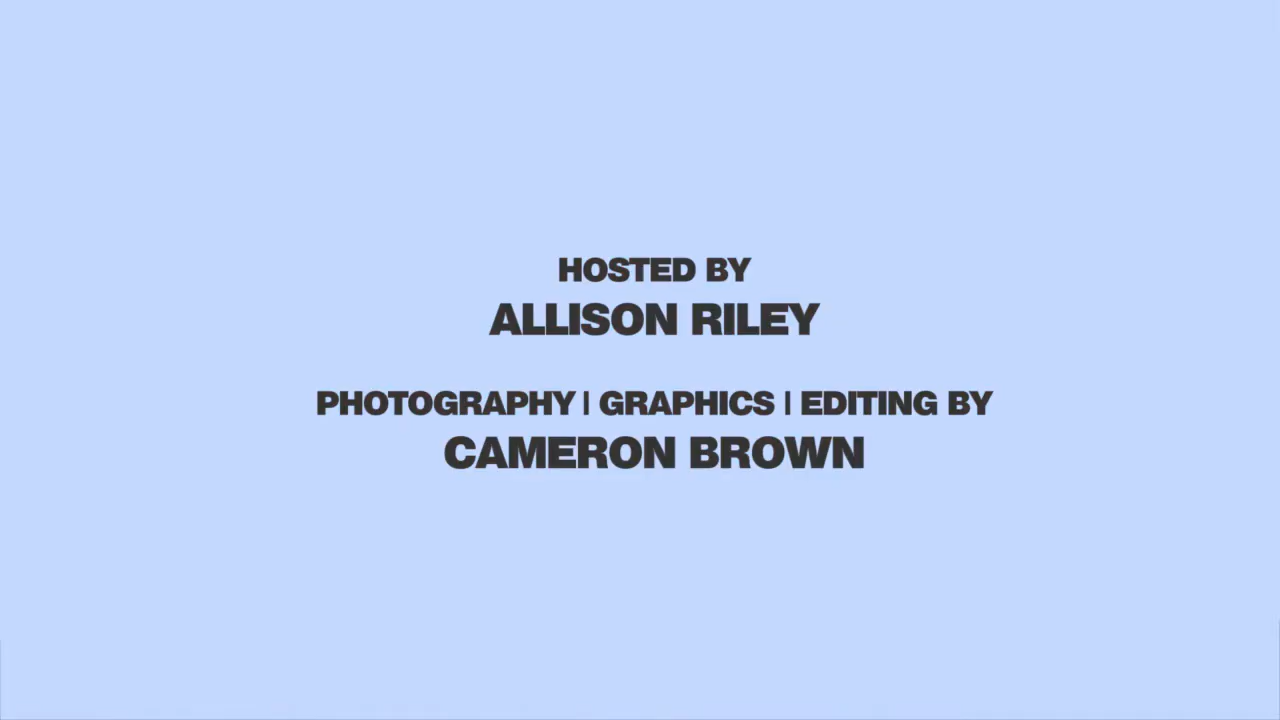 HOSTED BY
ALLISON RILEY
PHOTOGRAPHY | GRAPHICS | EDITING BY
CAMERON BROWN